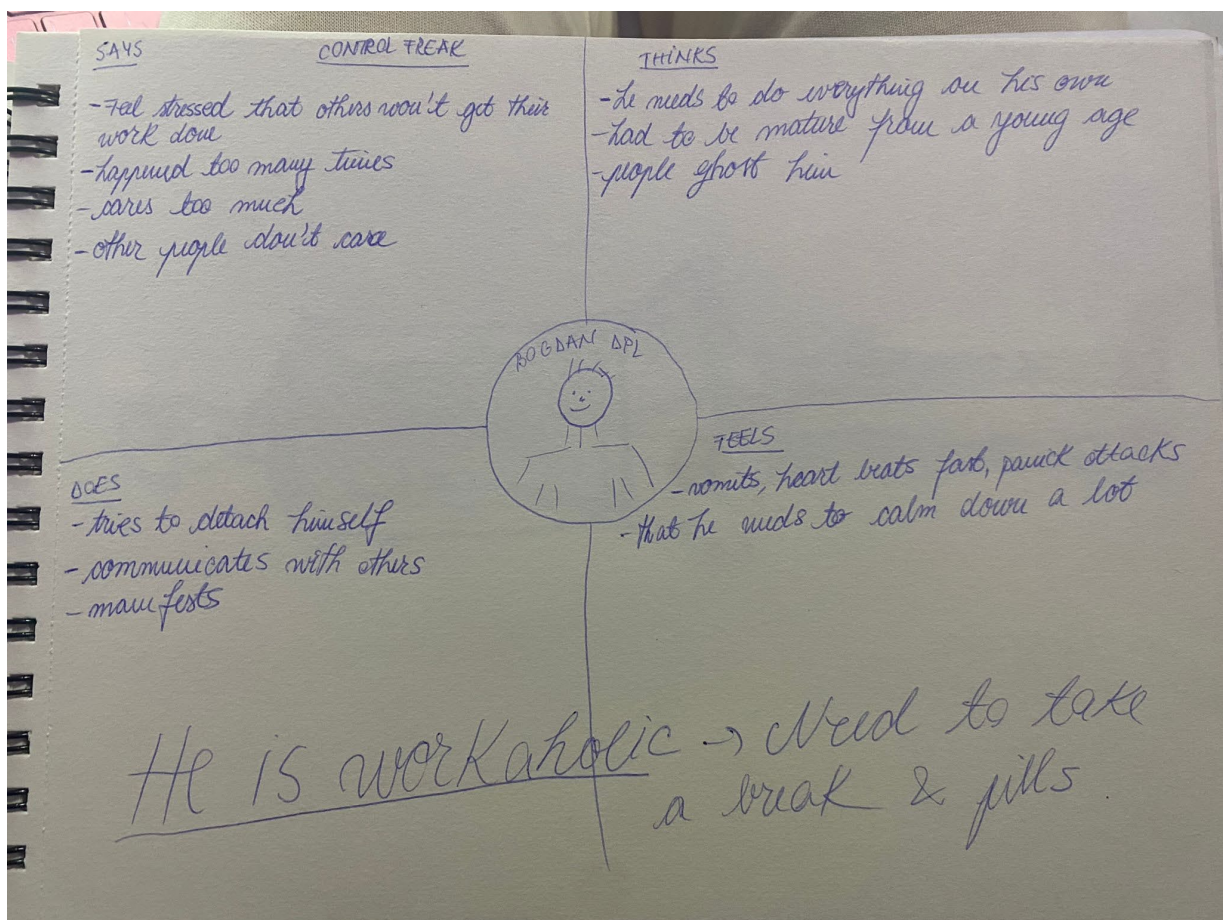 SAYS
CONTROL FREAK
-Feel stressed that others won't get their
work done
-happened too many times
-cares too much
-other people don't care
THINKS
-he needs to do everything on his own
-had to be mature from a young age
-people ghost him
BOGDAN DPL
DOES
-tries to detach himself
-communicates with others
-manifests
FEELS
-vomits, heart beats fast, panick attacks
-that he needs to calm down a lot
He is workaholic → Need to take
a break & pills